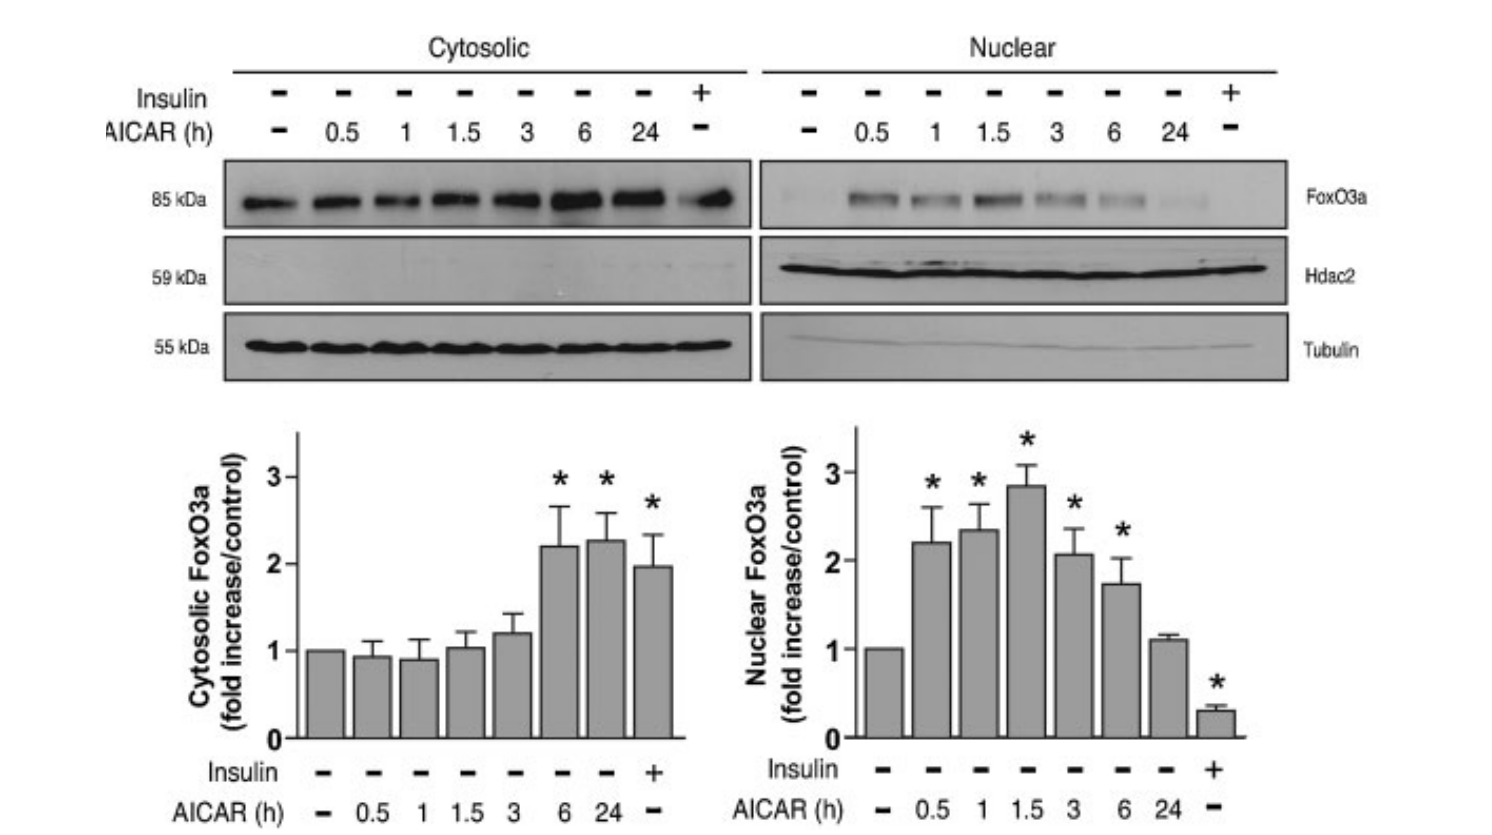 Cytosolic Nuclear
Insulin - - - - - - - + - - - - - - - +
AICAR (h) - 0.5 1 1.5 3 6 24 - - 0.5 1 1.5 3 6 24 -
85 kDa FoxO3a
59 kDa Hdac2
55 kDa Tubulin
Cytosolic FoxO3a
(fold increase/control)
3
2
1
0
* * *
Insulin - - - - - - - +
AICAR (h) - 0.5 1 1.5 3 6 24 -
Nuclear FoxO3a
(fold increase/control)
3
2
1
0
* * * * * *
Insulin - - - - - - - +
AICAR (h) - 0.5 1 1.5 3 6 24 -